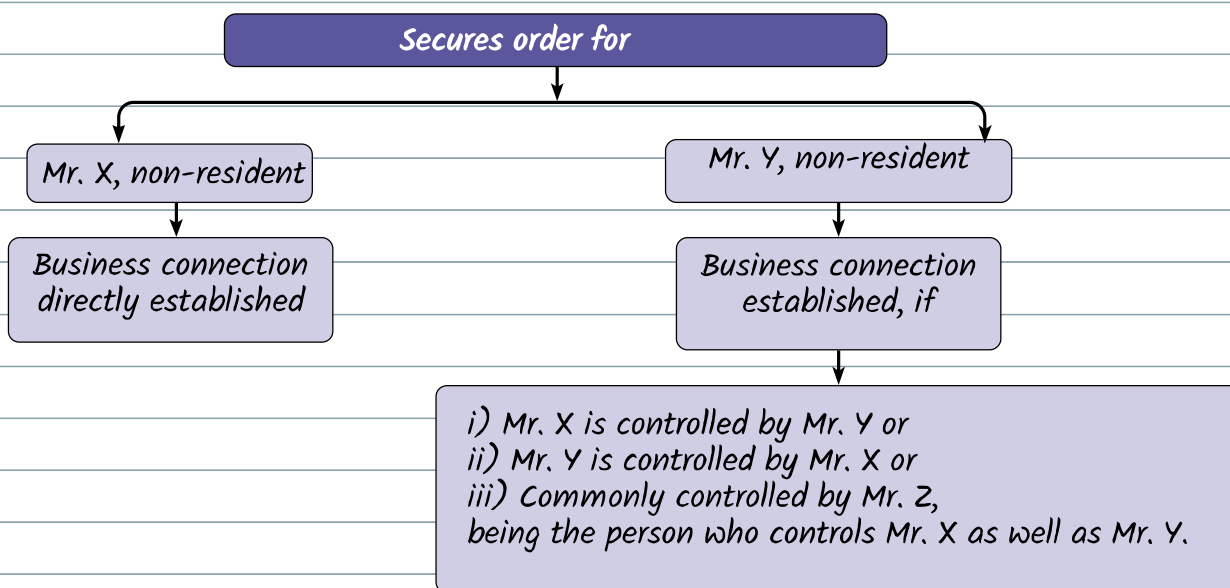 Secures order for
Mr. X, non-resident
Mr. Y, non-resident
Business connection
directly established
Business connection
established, if
i) Mr. X is controlled by Mr. Y or
ii) Mr. Y is controlled by Mr. X or
iii) Commonly controlled by Mr. Z,
being the person who controls Mr. X as well as Mr. Y.